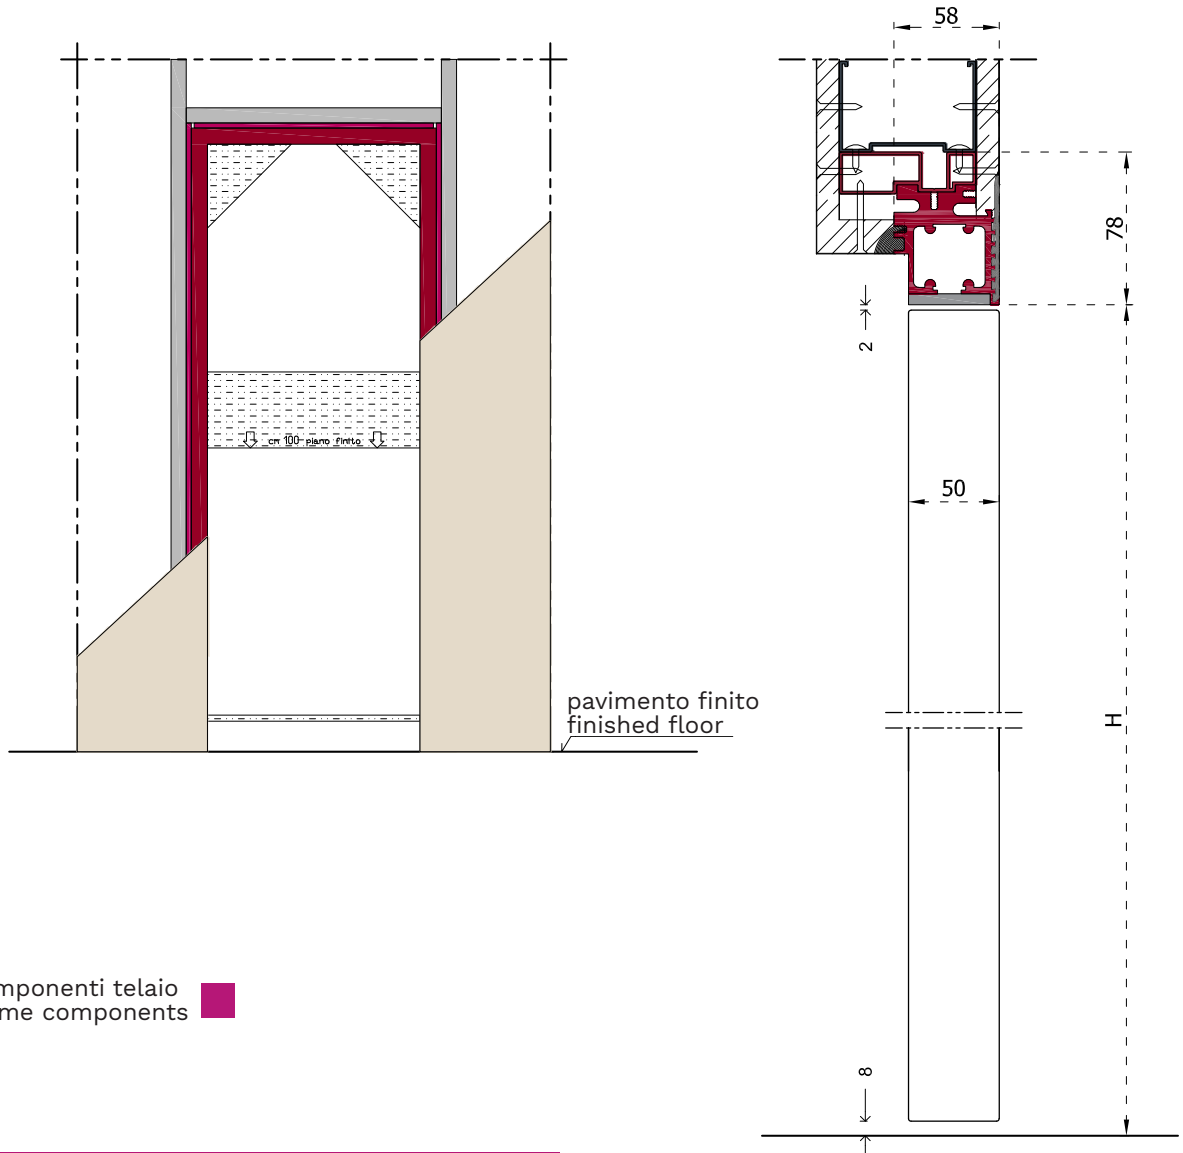 58
78
2
cm 100 piano finito
50
pavimento finito
finished floor
H
mponenti telaio
me components
8